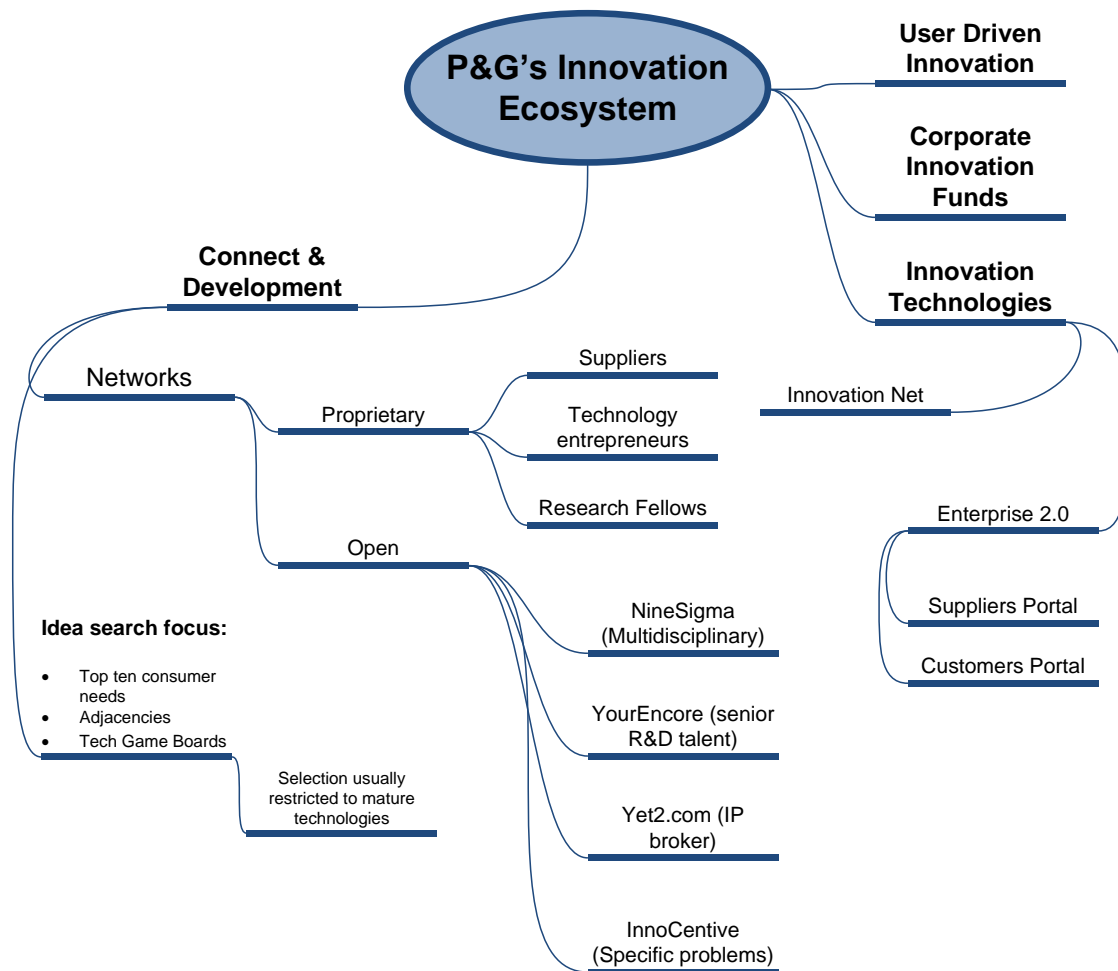 P&G's Innovation
Ecosystem
User Driven
Innovation
Corporate
Innovation
Funds
Innovation
Technologies
Connect &
Development
Networks
Proprietary
Suppliers
Technology
entrepreneurs
Research Fellows
Open
NineSigma
(Multidisciplinary)
YourEncore (senior
R&D talent)
Yet2.com (IP
broker)
InnoCentive
(Specific problems)
Idea search focus:
• Top ten consumer
needs
• Adjacencies
• Tech Game Boards
Selection usually
restricted to mature
technologies
Innovation Net
Enterprise 2.0
Suppliers Portal
Customers Portal